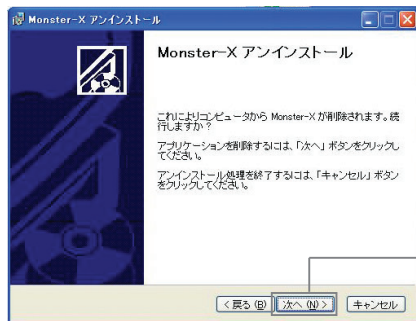 Monster-X アンインストール
Monster-X アンインストール
これによりコンピュータから Monster-Xが削除されます。続
行しますか?
アプリケーションを削除するには、「次へ」ボタンをクリックし
てください。
アンインストール処理を終了するには、「キャンセル」ボタン
をクリックしてください。
< 戻る (B) 次へ (N) > キャンセル